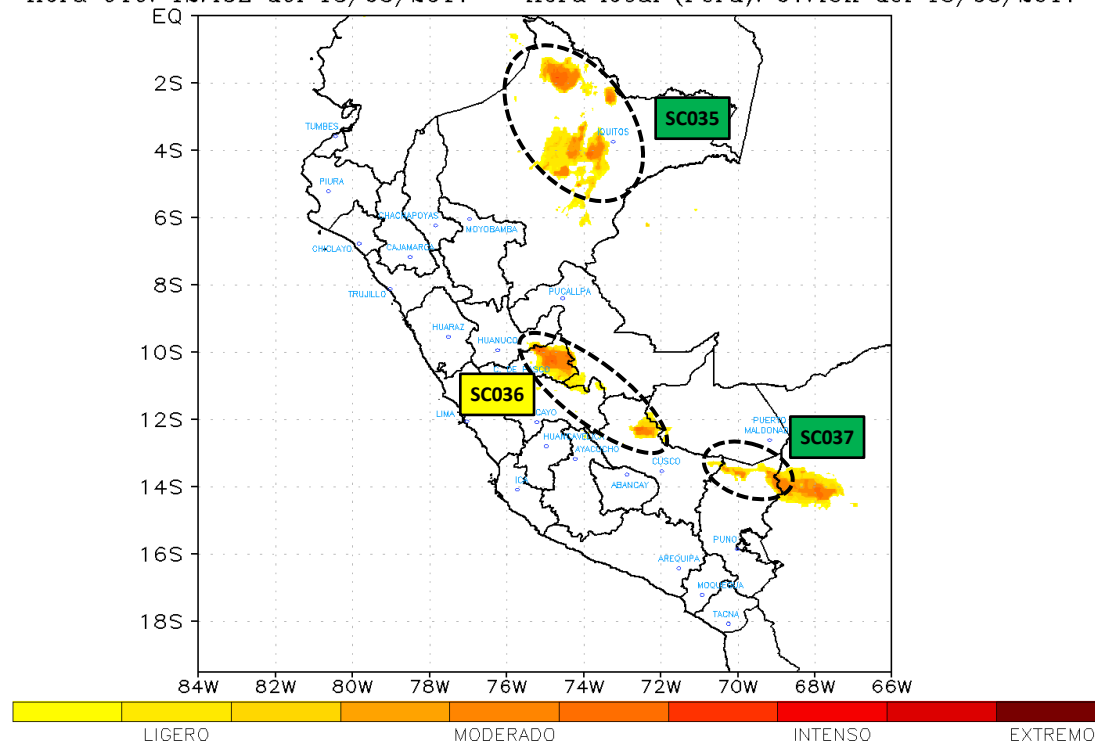 EQ
2S
SC035
TUMBES
IQUITOS
4S
PIURA
6S
CHACHAPOYAS
MOYOBAMBA
CHICLAYO
CAJAMARCA
8S
TRUJILLO
PUCALLPA
HUARAZ
HUANUCO
10S
SC036
12S
LIMA
PUERTO
MALDONADO
SC037
HUANCAVELICA
AYACUCHO
CUSCO
14S
ICA
ABANCAY
16S
PUNO
AREQUIPA
MOQUEGUA
18S
TACNA
84W 82W 80W 78W 76W 74W 72W 70W 68W 66W
LIGERO MODERADO INTENSO EXTREMO